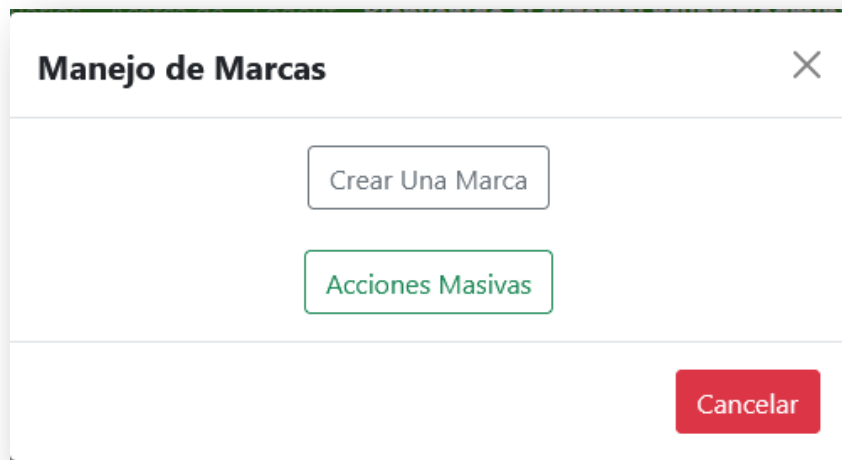 Manejo de Marcas
Crear Una Marca
Acciones Masivas
Cancelar